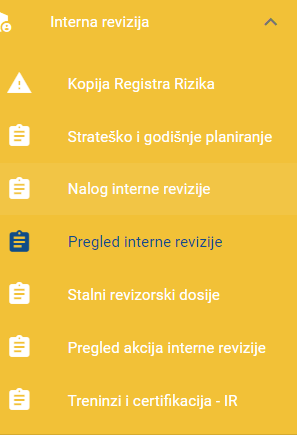 Interna revizija
Kopija Registra Rizika
Strateško i godišnje planiranje
Nalog interne revizije
Pregled interne revizije
Stalni revizorski dosije
Pregled akcija interne revizije
Treninzi i certifikacija - IR